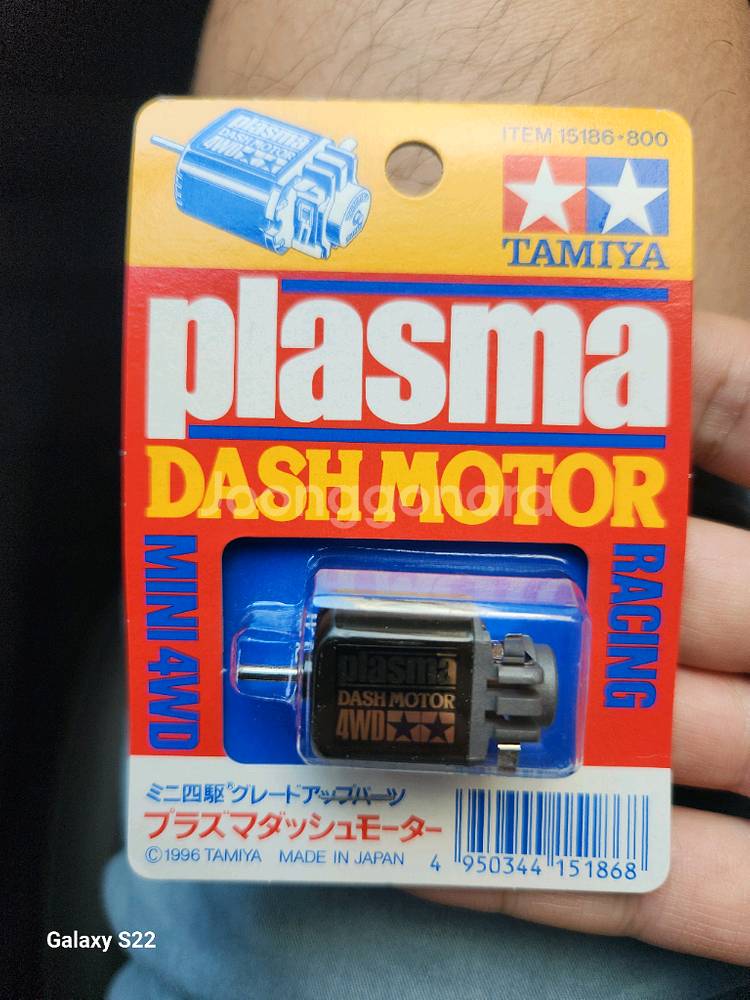 plasma
DASH MOTOR
4WD
ITEM 15186・800
TAMIYA
plasma
DASH MOTOR
Joonggonara
MINI 4WD
RACING
plasma
DASH MOTOR
4WD
ミニ四駆®グレードアップパーツ
プラズマダッシュモーター
©1996 TAMIYA MADE IN JAPAN
4 950344 151868
Galaxy S22